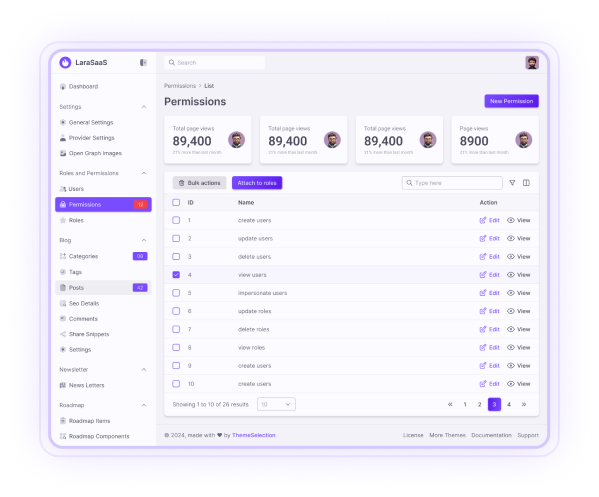 LaraSaaS
Search
Dashboard
Settings
General Settings
Provider Settings
Open Graph Images
Roles and Permissions
Users
Permissions 12
Roles
Blog
Categories 06
Tags
Posts 42
Seo Details
Comments
Share Snippers
Settings
Newsletter
News Letters
Roadmap
Roadmap Items
Roadmap Components
Permissions > List
Permissions
New Permission
Total page views
89,400
21% more than last month
Total page views
89,400
21% more than last month
Total page views
89,400
21% more than last month
Page views
8900
21% more than last month
Bulk actions
Attach to roles
Type here
ID Name Action
1 create users Edit View
2 update users Edit View
3 delete users Edit View
4 view users Edit View
5 impersonate users Edit View
6 update roles Edit View
7 delete roles Edit View
8 view roles Edit View
9 create users Edit View
10 create users Edit View
Showing 1 to 10 of 26 results 10 « 1 2 3 4 »
© 2024, made with ♥ by ThemeSelection
License More Themes Documentation Support